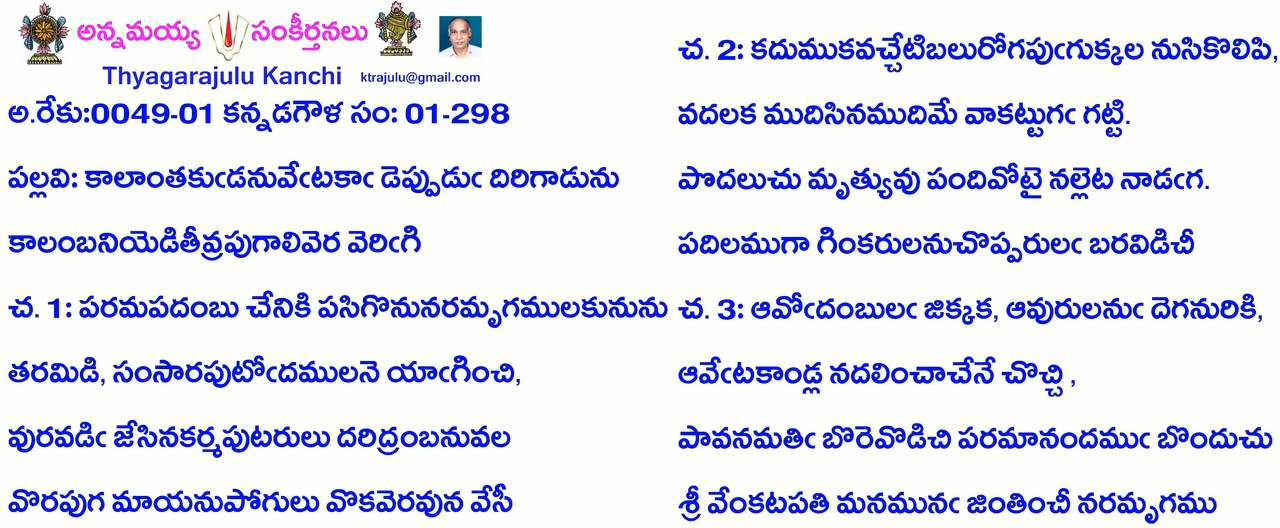 అన్నమయ్య సంకీర్తనలు
Thyagarajulu Kanchi ktrajulu@gmail.com
అ.రేకు:0049-01 కన్నడగౌళ సం: 01-298
పల్లవి: కాలాంతకుఁడనువేఁటకాఁ డెప్పుడుఁ దిరిగాడును
కాలంబనియెడితీవ్రపుగాలివెర వెరిఁగి
చ. 1: పరమపదంబు చేనికి పసిగొనునరమృగములకునును
తరమిడి, సంసారపుటోఁదములనె యాఁగించి,
వురవడిఁ జేసినకర్మపుటరులు దరిద్రంబనువల
వొరపుగ మాయనుపోగులు వొకవెరవున వేసీ
చ. 2: కదుముకవచ్చేటిబలురోగపుఁగుక్కల నుసికొలిపి,
వదలక ముదిసినముదిమే వాకట్టుగఁ గట్టి.
పొదలుచు మృత్యువు పందివోటై నల్లెట నాడఁగ.
పదిలముగా గింకరులనుచొప్పరులఁ బరవిడిచీ
చ. 3: ఆవోఁదంబులఁ జిక్కక, ఆవురులనుఁ దెగనురికి,
ఆవేఁటకాండ్ల నదలించాచేనే చొచ్చి ,
పావనమతిఁ బొరెవొడిచి పరమానందముఁ బొందుచు
శ్రీ వేంకటపతి మనమునఁ జింతించీ నరమృగము